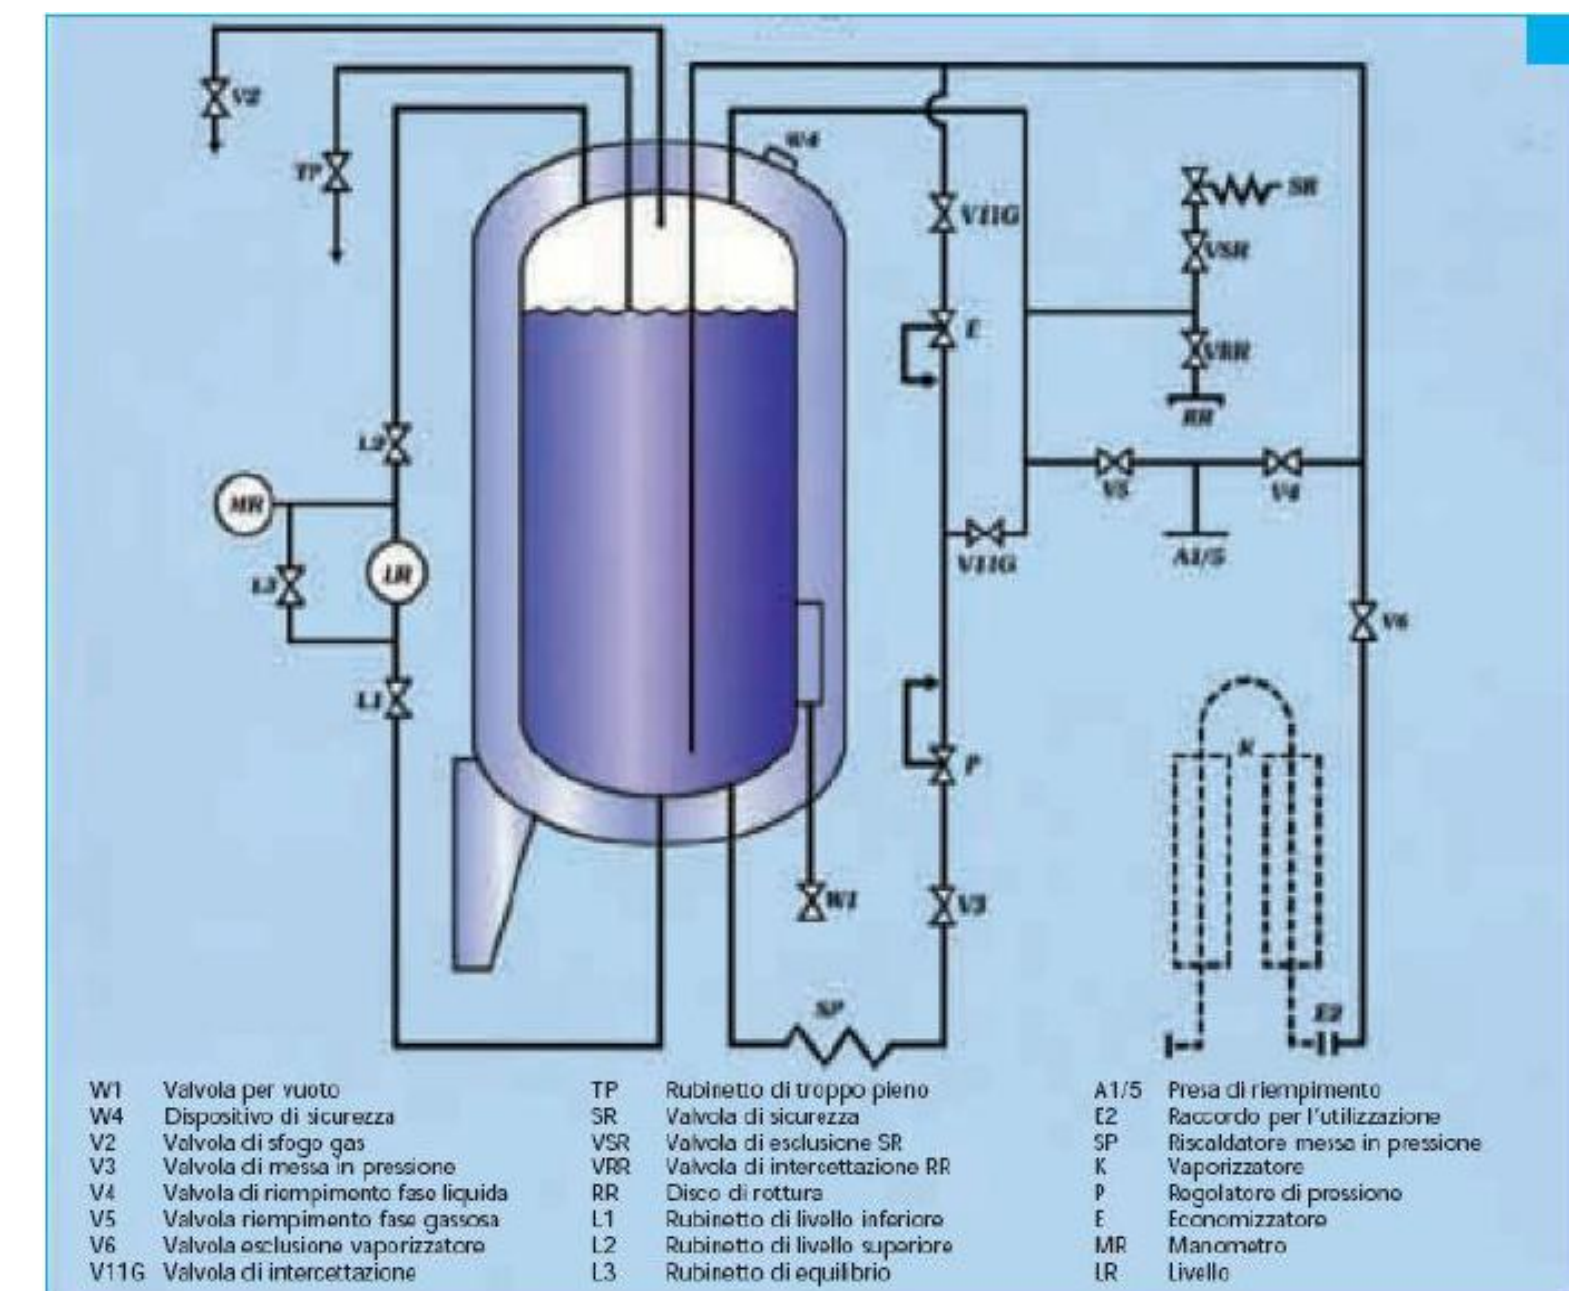 V2
W4
TP
V11G
SR
VSR
E
VRR
RR
L2
MR
V5
V4
LR
L3
V11G
A1/5
V6
L1
K
P
W1
V3
SP
E2
W1 Valvola per vuoto
W4 Dispositivo di sicurezza
V2 Valvola di sfogo gas
V3 Valvola di messa in pressione
V4 Valvola di riempimento fase liquida
V5 Valvola riempimento fase gassosa
V6 Valvola esclusione vaporizzatore
V11G Valvola di intercettazione
TP Rubinetto di troppo pieno
SR Valvola di sicurezza
VSR Valvola di esclusione SR
VRR Valvola di intercettazione RR
RR Disco di rottura
L1 Rubinetto di livello inferiore
L2 Rubinetto di livello superiore
L3 Rubinetto di equilibrio
A1/5 Presa di riempimento
E2 Raccordo per l'utilizzazione
SP Riscaldatore messa in pressione
K Vaporizzatore
P Regolatore di pressione
E Economizzatore
MR Manometro
LR Livello